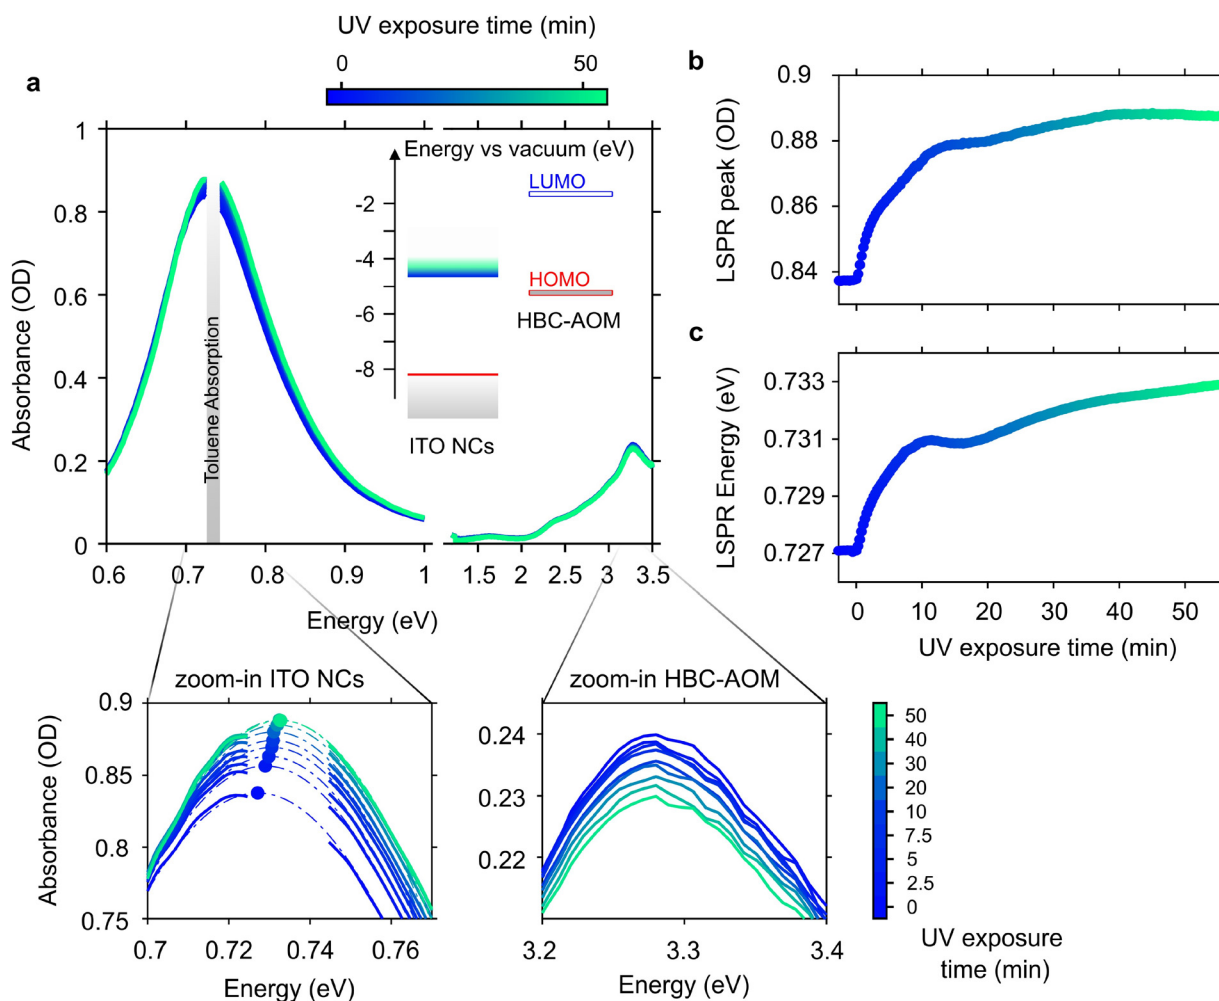 UV exposure time (min)
0
50
a
1
0.8
0.6
0.4
0.2
0
Absorbance (OD)
Toluene Absorption
Energy vs vacuum (eV)
-2
-4
-6
-8
LUMO
HOMO
HBC-AOM
ITO NCs
0.6 0.7 0.8 0.9 1
1.5 2 2.5 3 3.5
Energy (eV)
b
0.9
0.88
0.86
0.84
LSPR peak (OD)
c
0.733
0.731
0.729
0.727
LSPR Energy (eV)
0 10 20 30 40 50
UV exposure time (min)
zoom-in ITO NCs
0.9
0.85
0.8
0.75
Absorbance (OD)
0.7 0.72 0.74 0.76
Energy (eV)
zoom-in HBC-AOM
0.24
0.23
0.22
3.2 3.3 3.4
Energy (eV)
50
40
30
20
10
7.5
5
2.5
0
UV exposure
time (min)